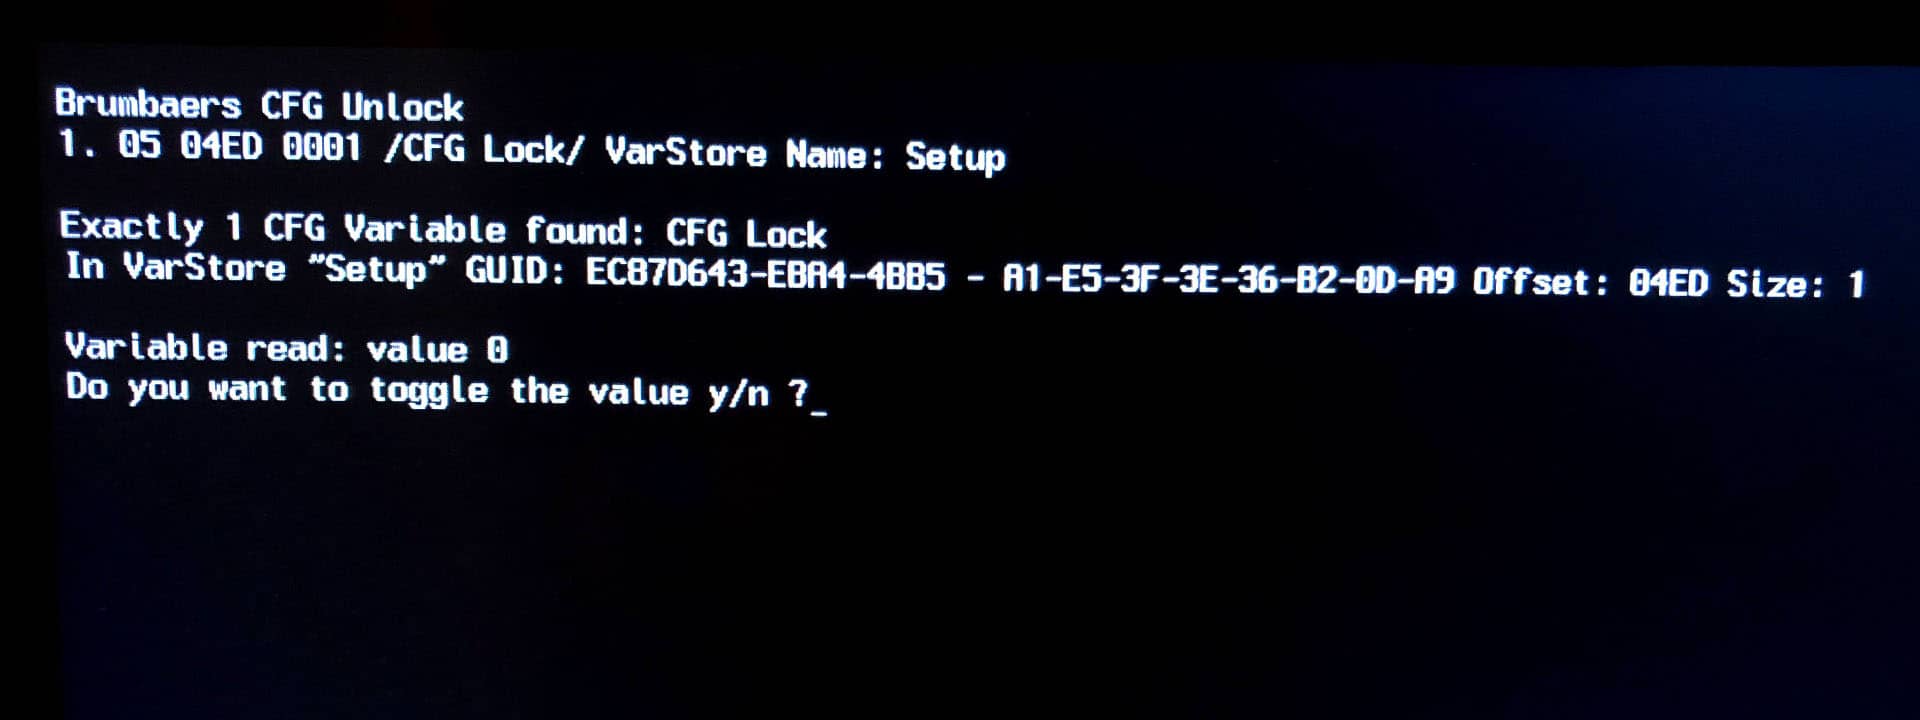 Brumbaers CFG Unlock
1. 05 04ED 0001 /CFG Lock/ VarStore Name: Setup
Exactly 1 CFG Variable found: CFG Lock
In VarStore "Setup" GUID: EC87D643-EBA4-4BB5 - A1-E5-3F-3E-36-B2-0D-A9 Offset: 04ED Size: 1
Variable read: value 0
Do you want to toggle the value y/n ?_